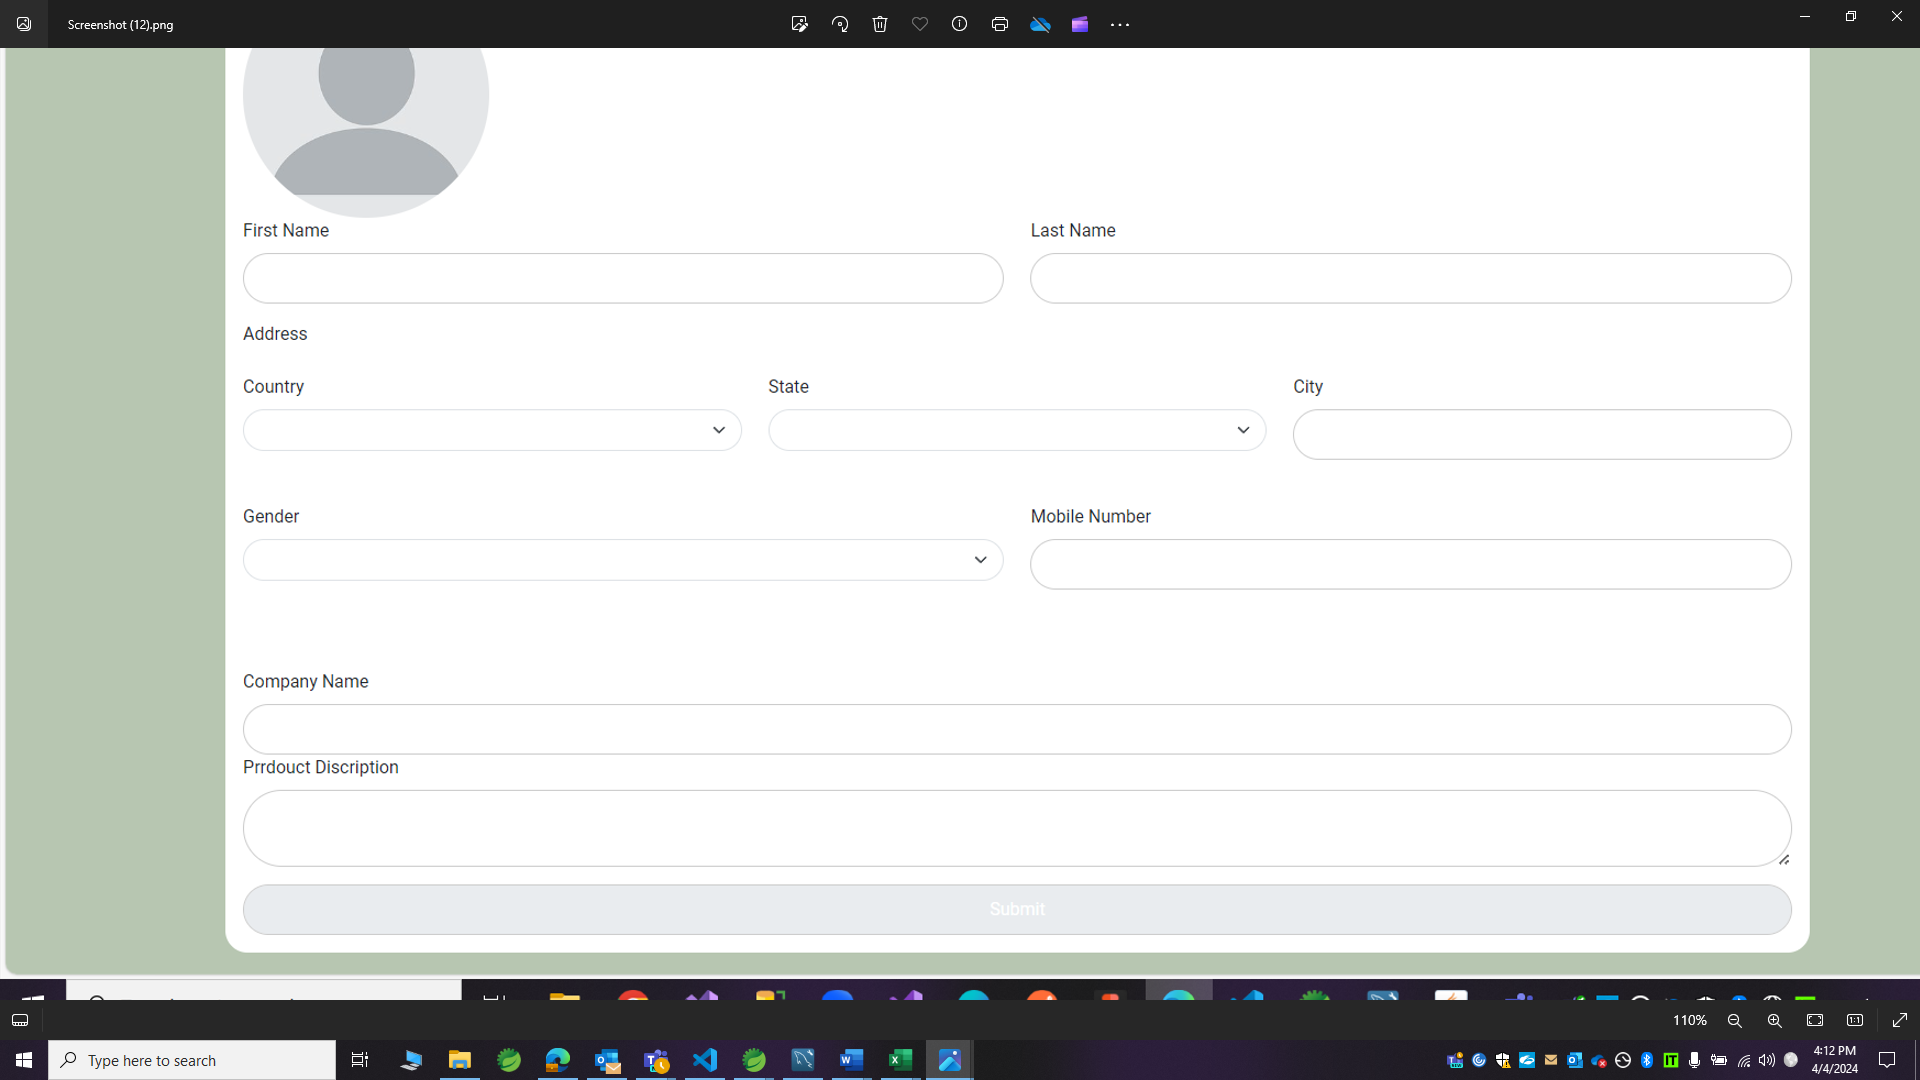 Screenshot (12).png
First Name
Last Name
Address
Country
State
City
Gender
Mobile Number
Company Name
Prrdouct Discription
Submit
110%
Type here to search
4:12 PM
4/4/2024